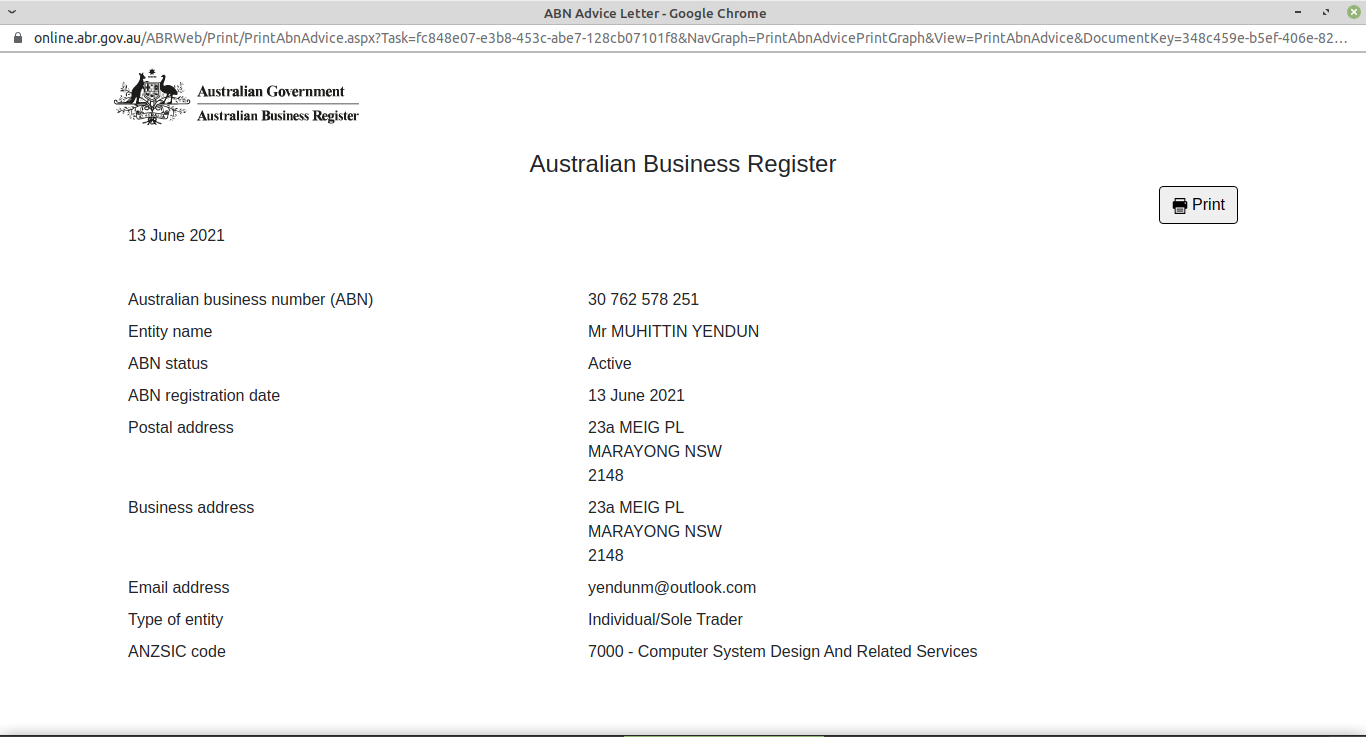 ABN Advice Letter - Google Chrome
online.abr.gov.au/ABRWeb/Print/PrintAbnAdvice.aspx?Task=fc848e07-e3b8-453c-abe7-128cb07101f8&NavGraph=PrintAbnAdvicePrintGraph&View=PrintAbnAdvice&DocumentKey=348c459e-b5ef-406e-82...
Australian Government
Australian Business Register
Australian Business Register
Print
13 June 2021
Australian business number (ABN) 30 762 578 251
Entity name Mr MUHITTIN YENDUN
ABN status Active
ABN registration date 13 June 2021
Postal address 23a MEIG PL
MARAYONG NSW
2148
Business address 23a MEIG PL
MARAYONG NSW
2148
Email address yendunm@outlook.com
Type of entity Individual/Sole Trader
ANZSIC code 7000 - Computer System Design And Related Services